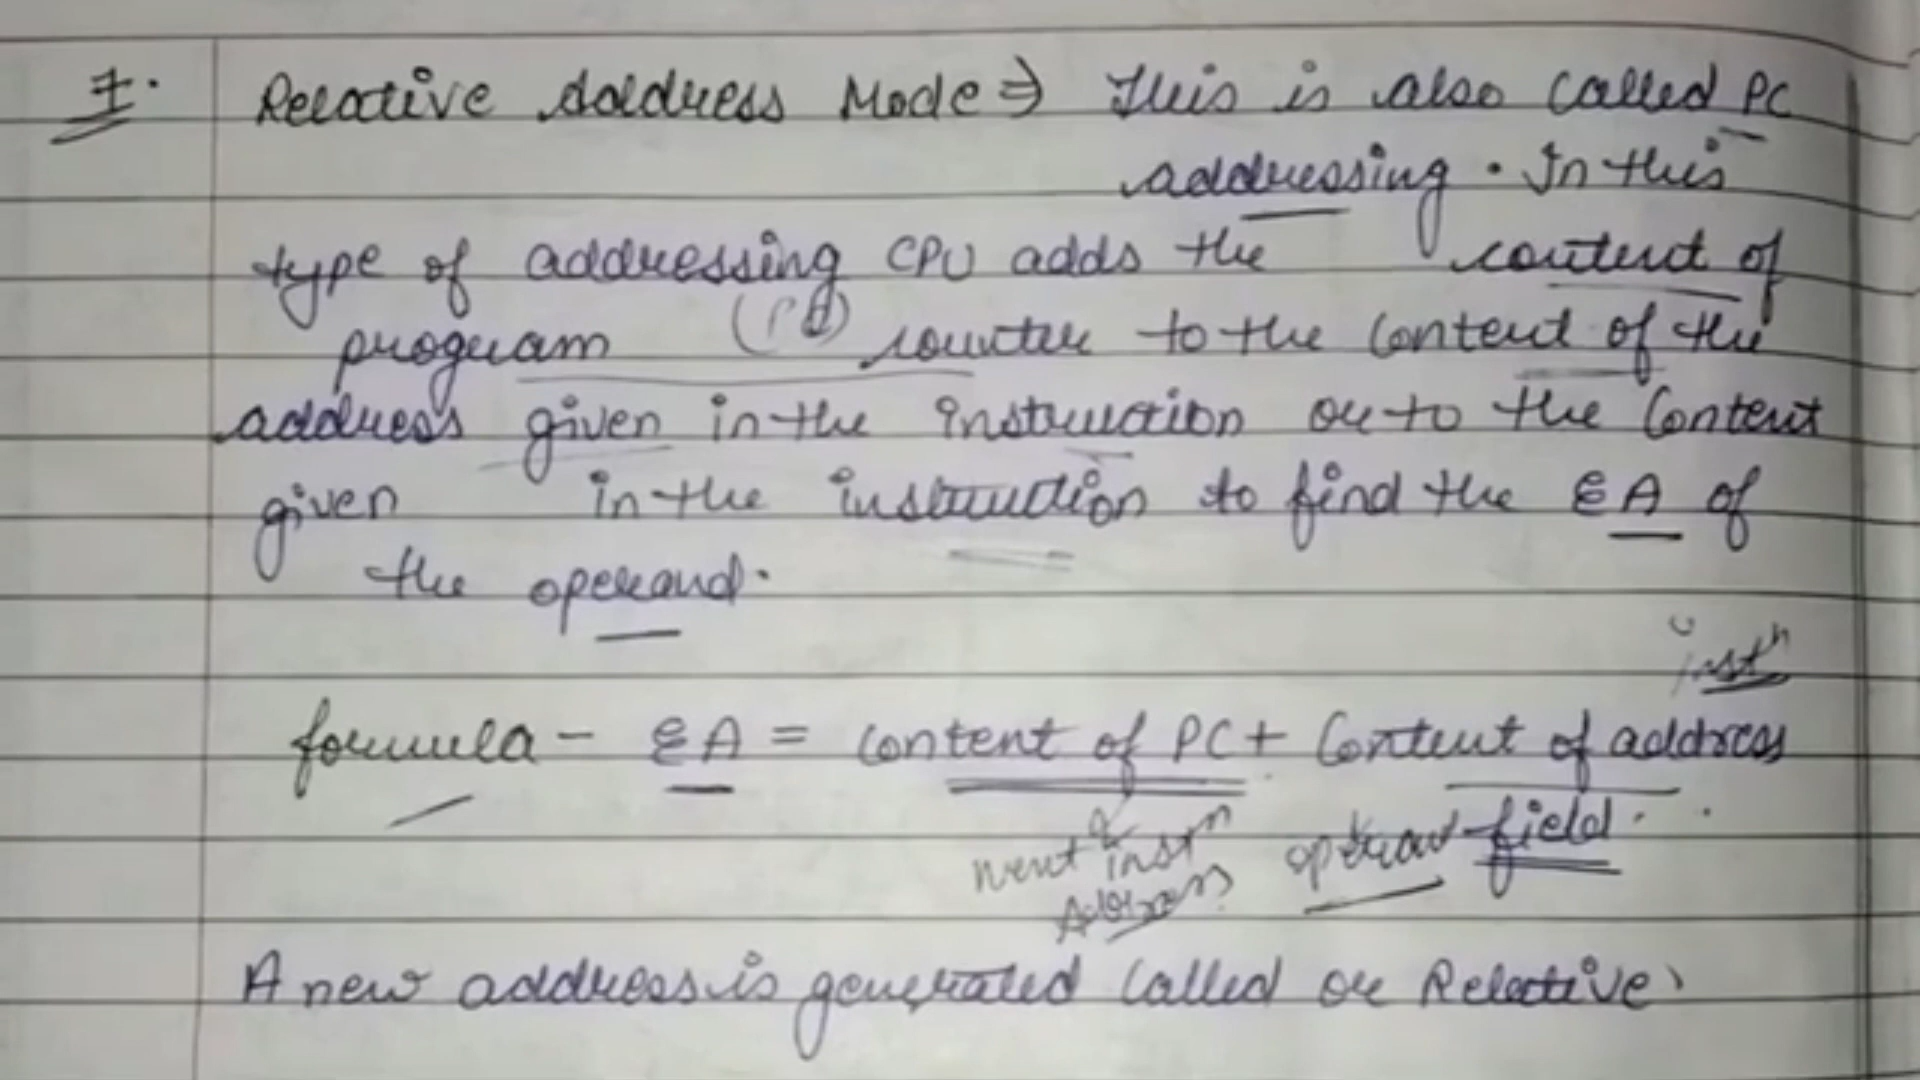 7. Relative Address Mode ⇒ This is also called PC
addressing. In this
type of addressing CPU adds the content of
program counter to the content of the
address given in the instruction or to the Content
given in the instruction to find the EA of
the operand.
instn
formula - EA = Content of PC + Content of address
field.
next instn
Address
A new address is generated called or Relative